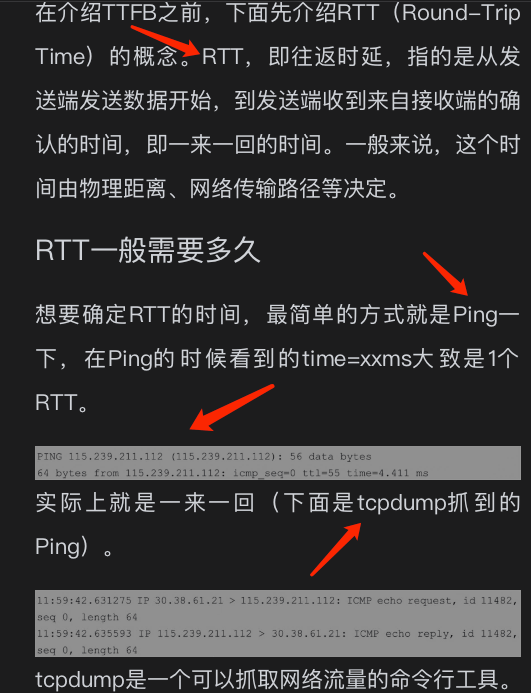 在介绍TTFB之前，下面先介绍RTT（Round-Trip
Time）的概念。RTT，即往返时延，指的是从发
送端发送数据开始，到发送端收到来自接收端的确
认的时间，即一来一回的时间。一般来说，这个时
间由物理距离、网络传输路径等决定。
RTT一般需要多久
想要确定RTT的时间，最简单的方式就是Ping一
下，在Ping的时候看到的time=xxms大致是1个
RTT。
PING 115.239.211.112 (115.239.211.112): 56 data bytes
64 bytes from 115.239.211.112: icmp_seq=0 ttl=55 time=4.411 ms
实际上就是一来一回（下面是tcpdump抓到的
Ping）。
11:59:42.631275 IP 30.38.61.21 > 115.239.211.112: ICMP echo request, id 11482,
seq 0, length 64
11:59:42.635593 IP 115.239.211.112 > 30.38.61.21: ICMP echo reply, id 11482,
seq 0, length 64
tcpdump是一个可以抓取网络流量的命令行工具。